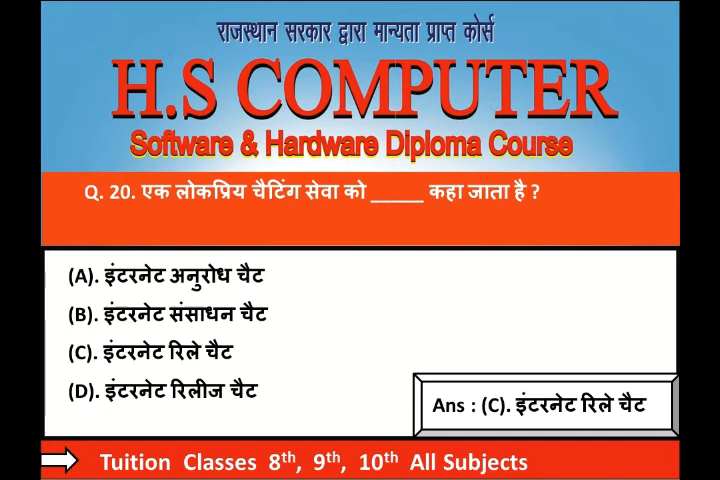 राजस्थान सरकार द्वारा मान्यता प्राप्त कोर्स
H.S COMPUTER
Software & Hardware Diploma Course
Q. 20. एक लोकप्रिय चैटिंग सेवा को _____ कहा जाता है ?
(A). इंटरनेट अनुरोध चैट
(B). इंटरनेट संसाधन चैट
(C). इंटरनेट रिले चैट
(D). इंटरनेट रिलीज चैट
Ans : (C). इंटरनेट रिले चैट
Tuition Classes 8th, 9th, 10th All Subjects